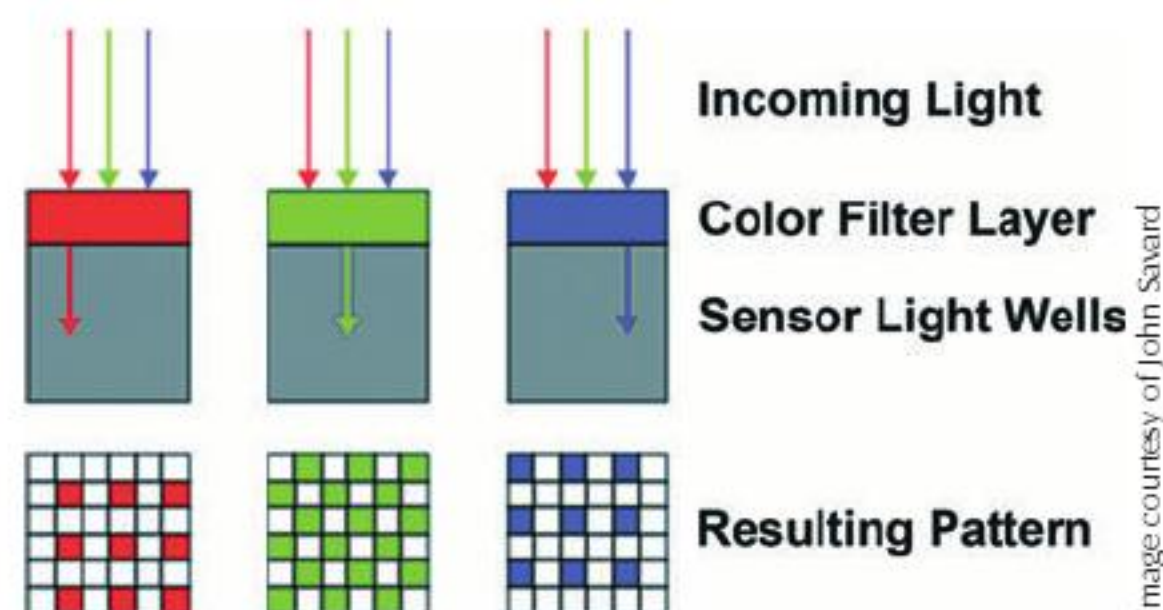 Incoming Light
Color Filter Layer
Sensor Light Wells
Resulting Pattern
mage courtesy of John Savard